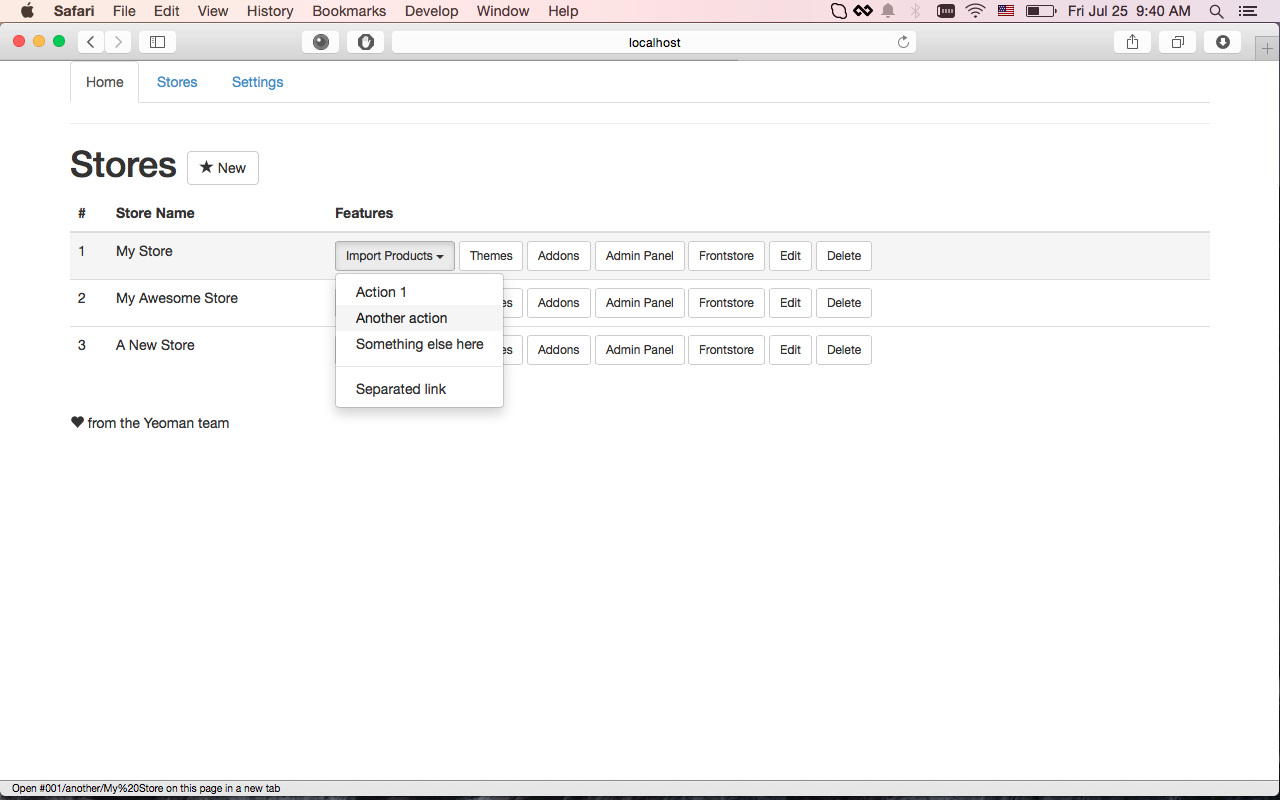 Safari File Edit View History Bookmarks Develop Window Help Fri Jul 25 9:40 AM
localhost
Home Stores Settings
Stores New
# Store Name Features
1 My Store Import Products Themes Addons Admin Panel Frontstore Edit Delete
Action 1
2 My Awesome Store es Addons Admin Panel Frontstore Edit Delete
Another action
3 A New Store Something else here es Addons Admin Panel Frontstore Edit Delete
Separated link
from the Yeoman team
Open #001/another/My%20Store on this page in a new tab